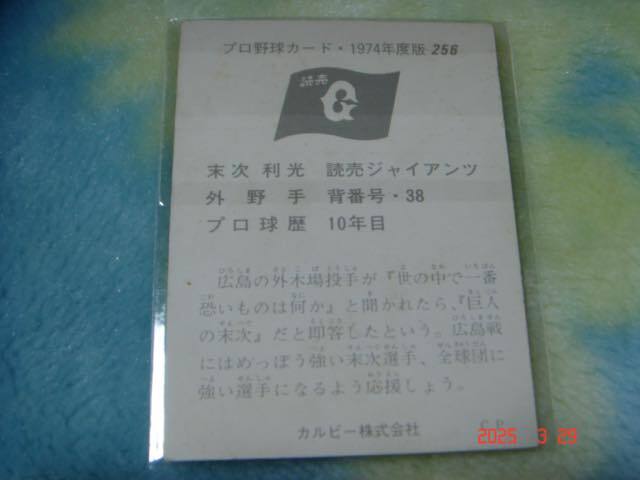 プロ野球カード・1974年度版 256
読売
G
末次利光 読売ジャイアンツ
外野手 背番号・38
プロ球歴 10年目
広島の外木場投手が『世の中で一番
恐いものは何か』と聞かれたら、『巨人
の末次』だと即答したという。広島戦
にはめっぽう強い末次選手、全球団に
強い選手になるよう応援しよう。
カルビー株式会社
C.P.
2025 3 29